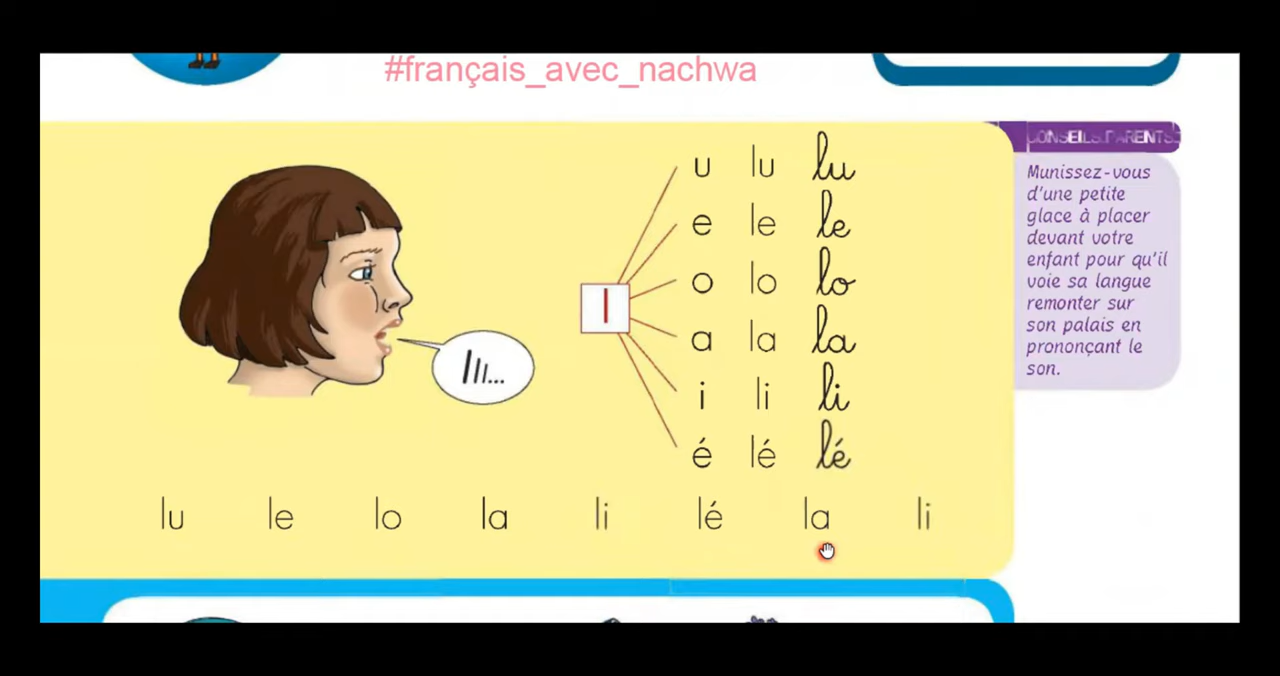 #français_avec_nachwa
CONSEILS PARENTS
Munissez-vous
d'une petite
glace à placer
devant votre
enfant pour qu'il
voie sa langue
remonter sur
son palais en
prononçant le
son.
u lu lu
e le le
o lo lo
l
a la la
lll...
i li li
é lé lé
lu le lo la li lé la li